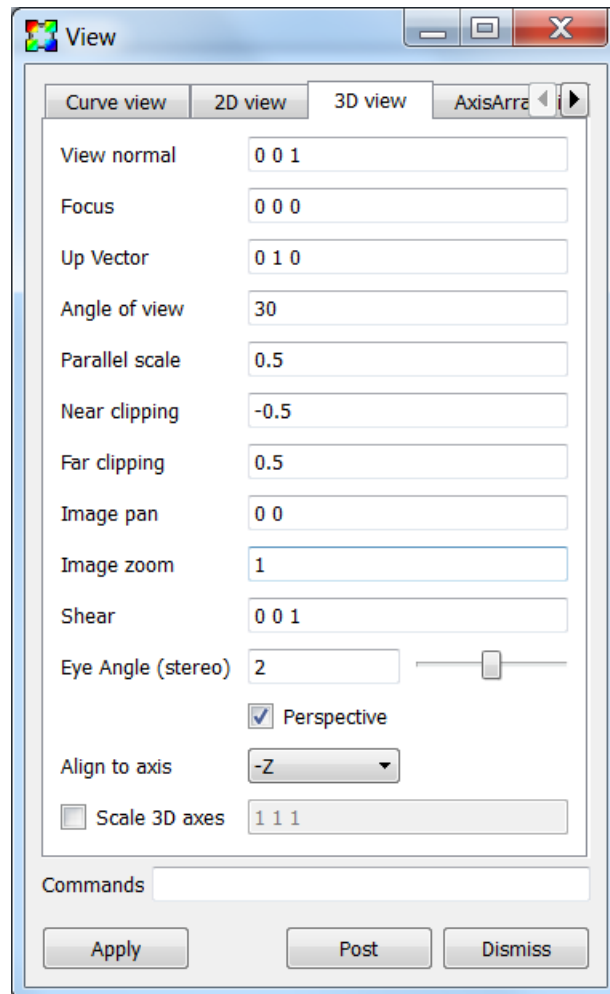 View
Curve view 2D view 3D view AxisArra
View normal 0 0 1
Focus 0 0 0
Up Vector 0 1 0
Angle of view 30
Parallel scale 0.5
Near clipping -0.5
Far clipping 0.5
Image pan 0 0
Image zoom 1
Shear 0 0 1
Eye Angle (stereo) 2
Perspective
Align to axis -Z
Scale 3D axes 1 1 1
Commands
Apply Post Dismiss